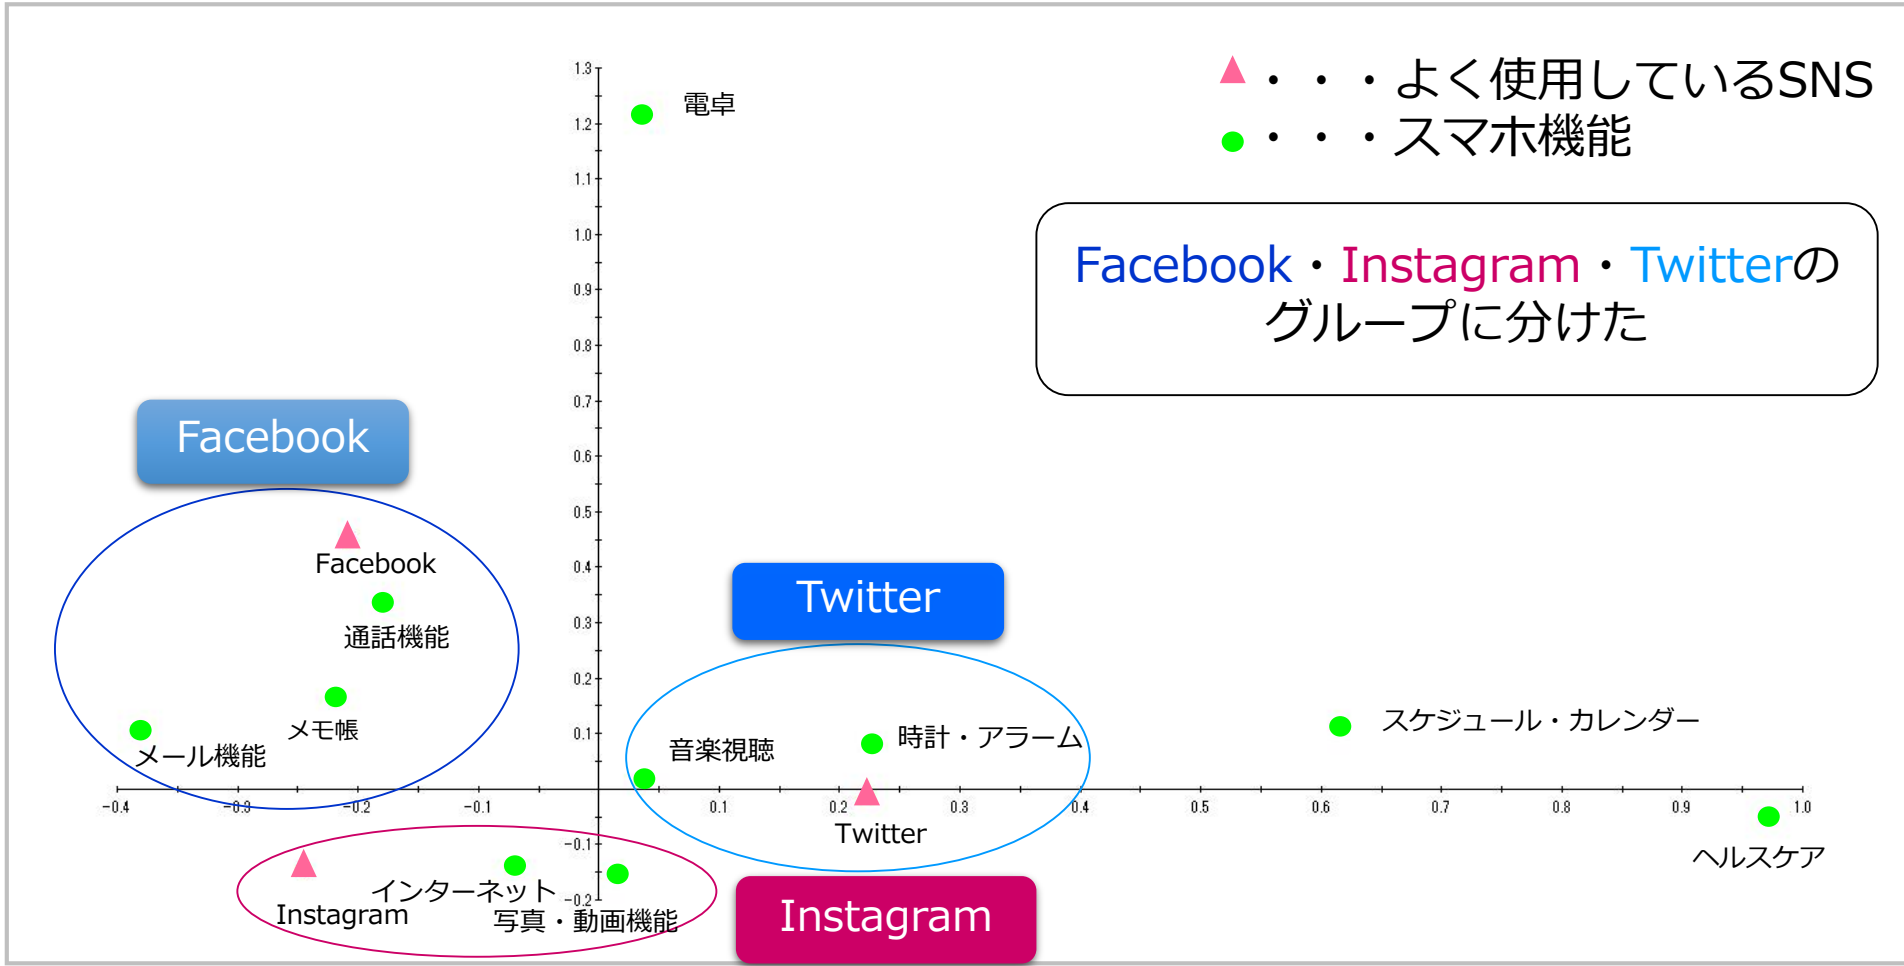 ▲・・・よく使用しているSNS
●・・・スマホ機能
Facebook・Instagram・Twitterの
グループに分けた
1.3
電卓
1.2
1.1
1.0
0.9
0.8
0.7
0.6
0.5
0.4
0.3
0.2
0.1
-0.1
-0.2
Facebook
Facebook
通話機能
メモ帳
メール機能
Twitter
音楽視聴
時計・アラーム
Twitter
スケジュール・カレンダー
ヘルスケア
-0.4 -0.3 -0.2 -0.1 0.1 0.2 0.3 0.4 0.5 0.6 0.7 0.8 0.9 1.0
インターネット
Instagram
写真・動画機能
Instagram